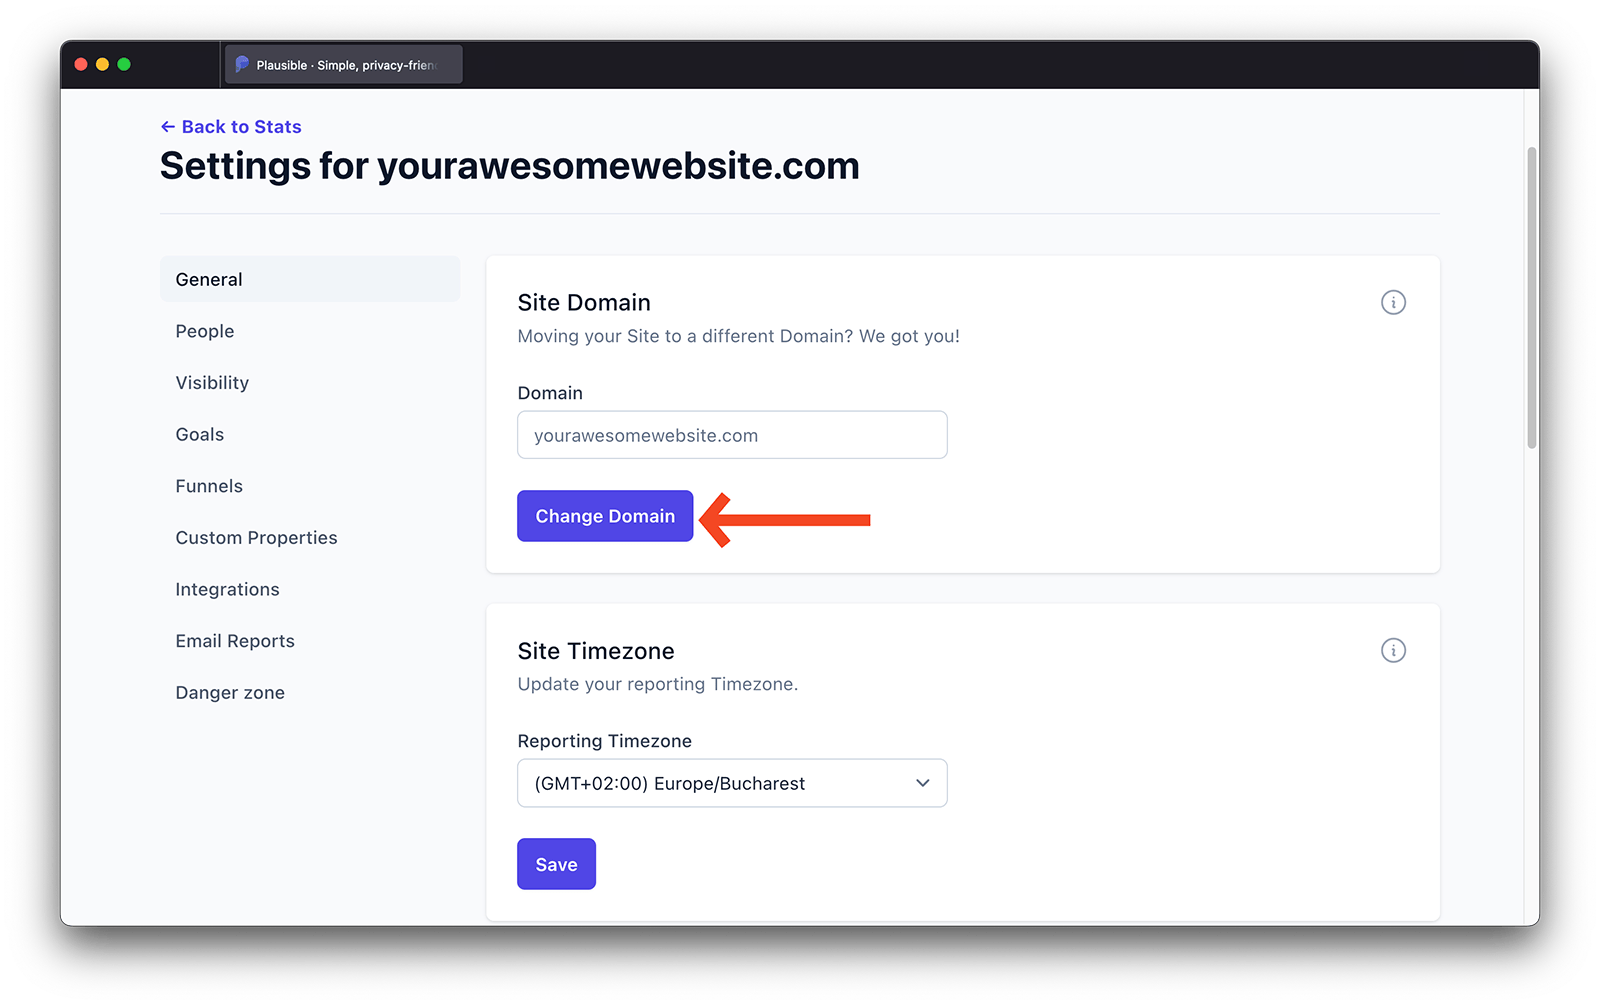 Plausible · Simple, privacy-frien
← Back to Stats
Settings for yourawesomewebsite.com
General
People
Visibility
Goals
Funnels
Custom Properties
Integrations
Email Reports
Danger zone
Site Domain
Moving your Site to a different Domain? We got you!
Domain
yourawesomewebsite.com
Change Domain
Site Timezone
Update your reporting Timezone.
Reporting Timezone
(GMT+02:00) Europe/Bucharest
Save